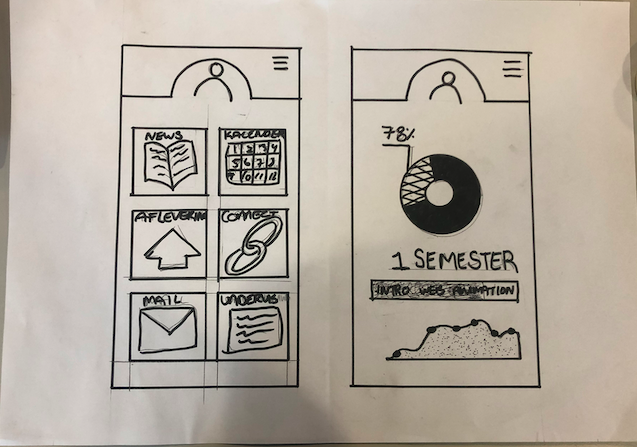 NEWS
KALENDER
1 2 3 4
5 6 7 8
9 10 11 12
AFLEVERING
CONNECT
MAIL
UNDERVIS
78%
1 SEMESTER
INTRO WEB ANIMATION